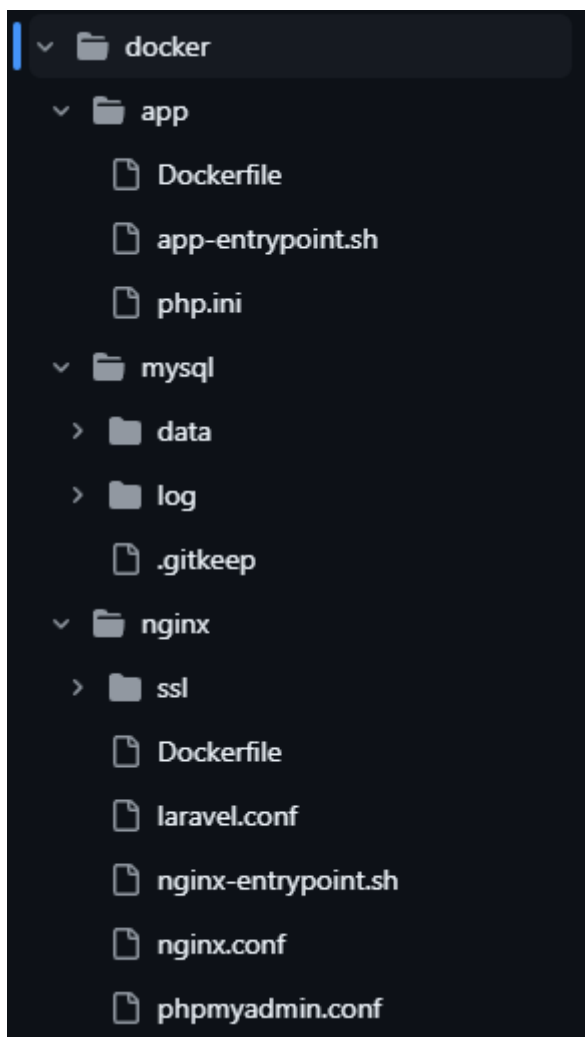 docker
app
Dockerfile
app-entrypoint.sh
php.ini
mysql
data
log
.gitkeep
nginx
ssl
Dockerfile
laravel.conf
nginx-entrypoint.sh
nginx.conf
phpmyadmin.conf